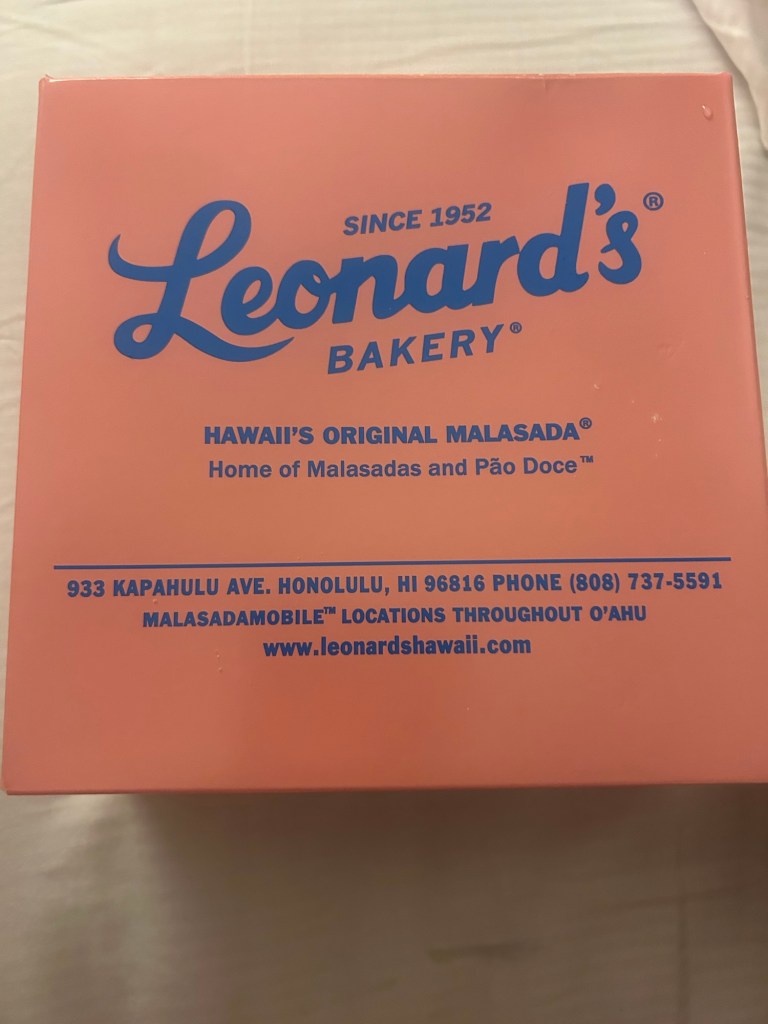 SINCE 1952
Leonard's®
BAKERY®
HAWAII'S ORIGINAL MALASADA®
Home of Malasadas and Pão Doce™
933 KAPAHULU AVE. HONOLULU, HI 96816 PHONE (808) 737-5591
MALASADAMOBILE™ LOCATIONS THROUGHOUT O'AHU
www.leonardshawaii.com